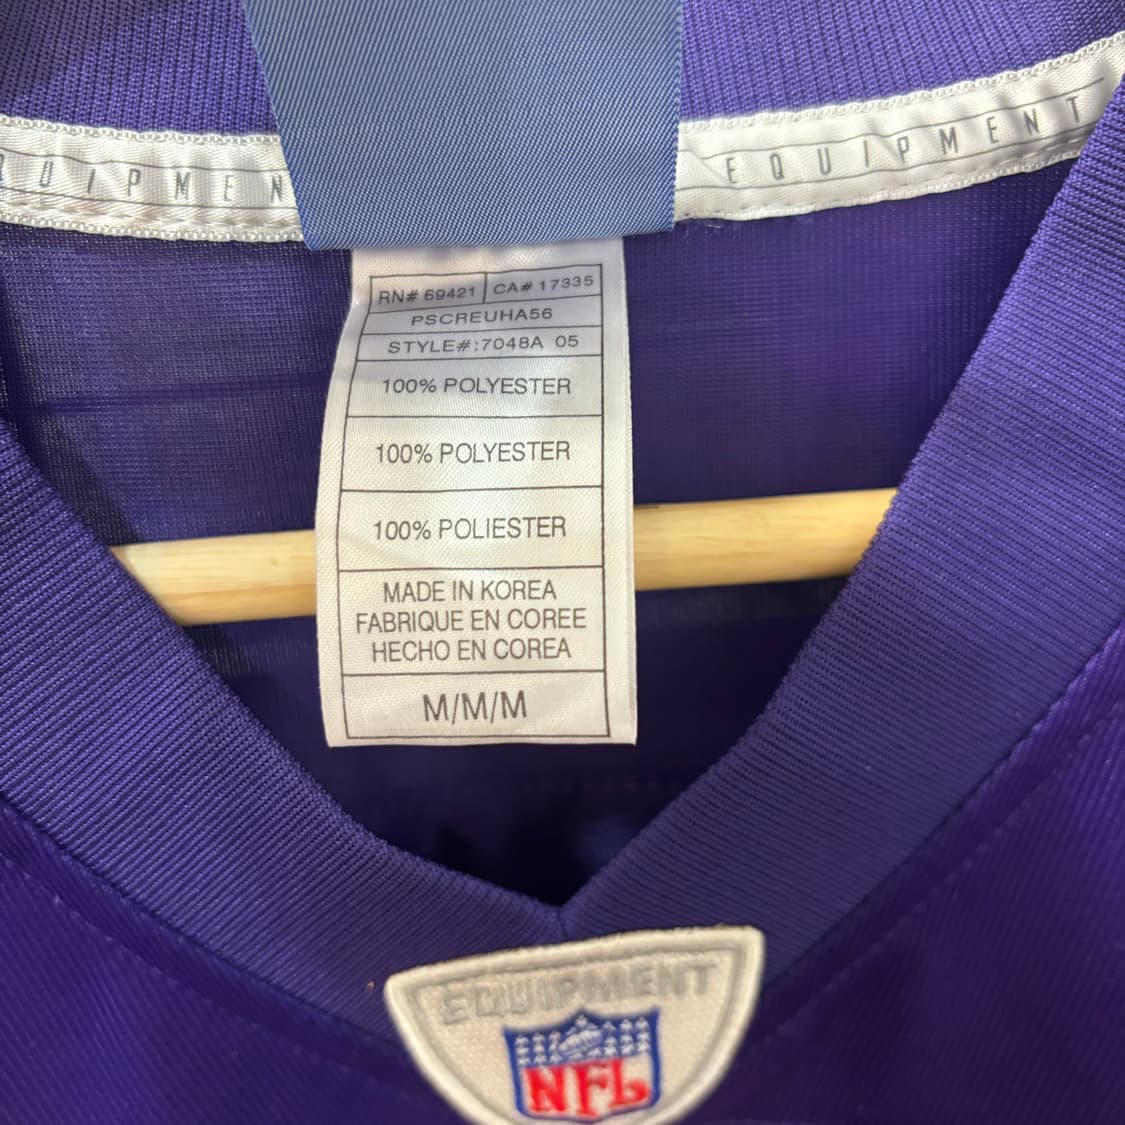 QUIPMEN
EQUIPMENT
RN# 69421 CA# 17335
PSCREUHA56
STYLE#:7048A 05
100% POLYESTER
100% POLYESTER
100% POLIESTER
MADE IN KOREA
FABRIQUE EN COREE
HECHO EN COREA
M/M/M
EQUIPMENT
NFL